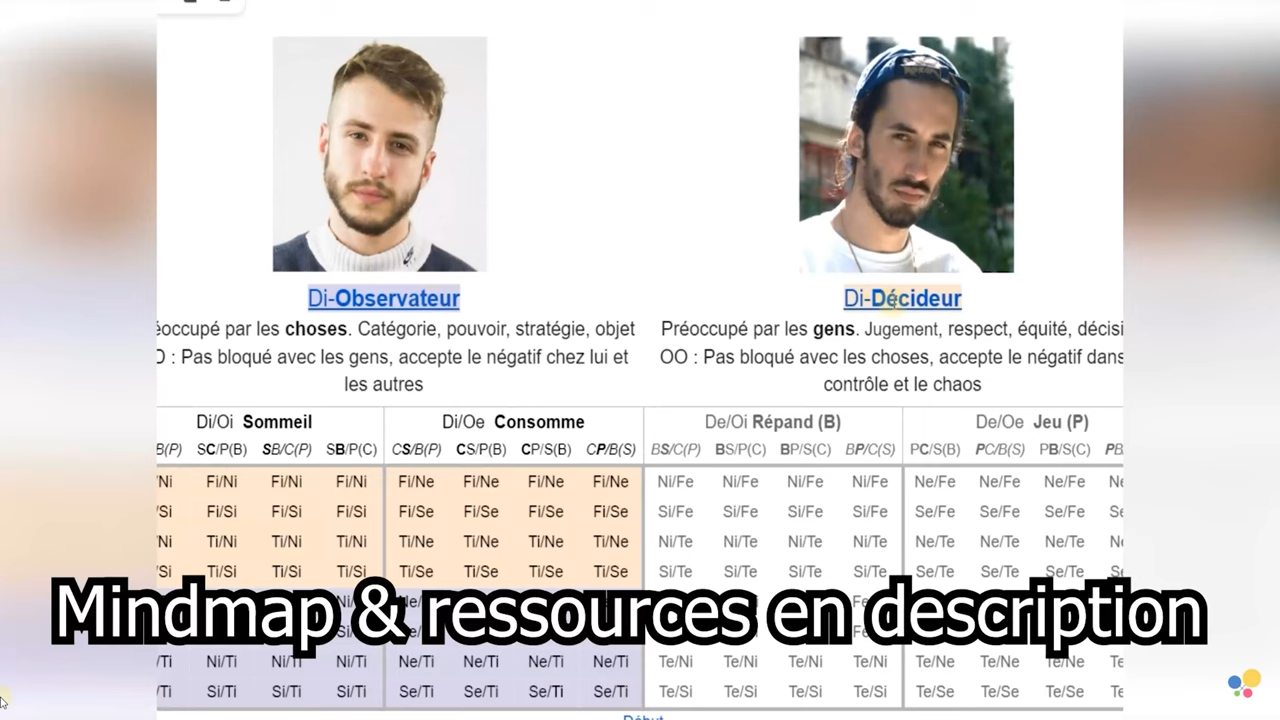 Di-Observateur
Di-Décideur
éoccupé par les choses. Catégorie, pouvoir, stratégie, objet
Préoccupé par les gens. Jugement, respect, équité, décisi
O : Pas bloqué avec les gens, accepte le négatif chez lui et
OO : Pas bloqué avec les choses, accepte le négatif dans
les autres
contrôle et le chaos
Di/Oi Sommeil Di/Oe Consomme De/Oi Répand (B) De/Oe Jeu (P)
B(P) SC/P(B) SB/C(P) SB/P(C) CS/B(P) CS/P(B) CP/S(B) CP/B(S) BS/C(P) BS/P(C) BP/S(C) BP/C(S) PC/S(B) PC/B(S) PB/S(C) PB
/Ni Fi/Ni Fi/Ni Fi/Ni Fi/Ne Fi/Ne Fi/Ne Fi/Ne Ni/Fe Ni/Fe Ni/Fe Ni/Fe Ne/Fe Ne/Fe Ne/Fe Ne
/Si Fi/Si Fi/Si Fi/Si Fi/Se Fi/Se Fi/Se Fi/Se Si/Fe Si/Fe Si/Fe Si/Fe Se/Fe Se/Fe Se/Fe Se
/Ni Ti/Ni Ti/Ni Ti/Ni Ti/Ne Ti/Ne Ti/Ne Ti/Ne Ni/Te Ni/Te Ni/Te Ni/Te Ne/Te Ne/Te Ne/Te Ne
/Si Ti/Si Ti/Si Ti/Si Ti/Se Ti/Se Ti/Se Ti/Se Si/Te Si/Te Si/Te Si/Te Se/Te Se/Te Se/Te Se
Mindmap & ressources en description
/Ti Ni/Ti Ni/Ti Ni/Ti Ne/Ti Ne/Ti Ne/Ti Ne/Ti Te/Ni Te/Ni Te/Ni Te/Ni Te/Ne Te/Ne Te/Ne Te
/Ti Si/Ti Si/Ti Si/Ti Se/Ti Se/Ti Se/Ti Se/Ti Te/Si Te/Si Te/Si Te/Si Te/Se Te/Se Te/Se Te